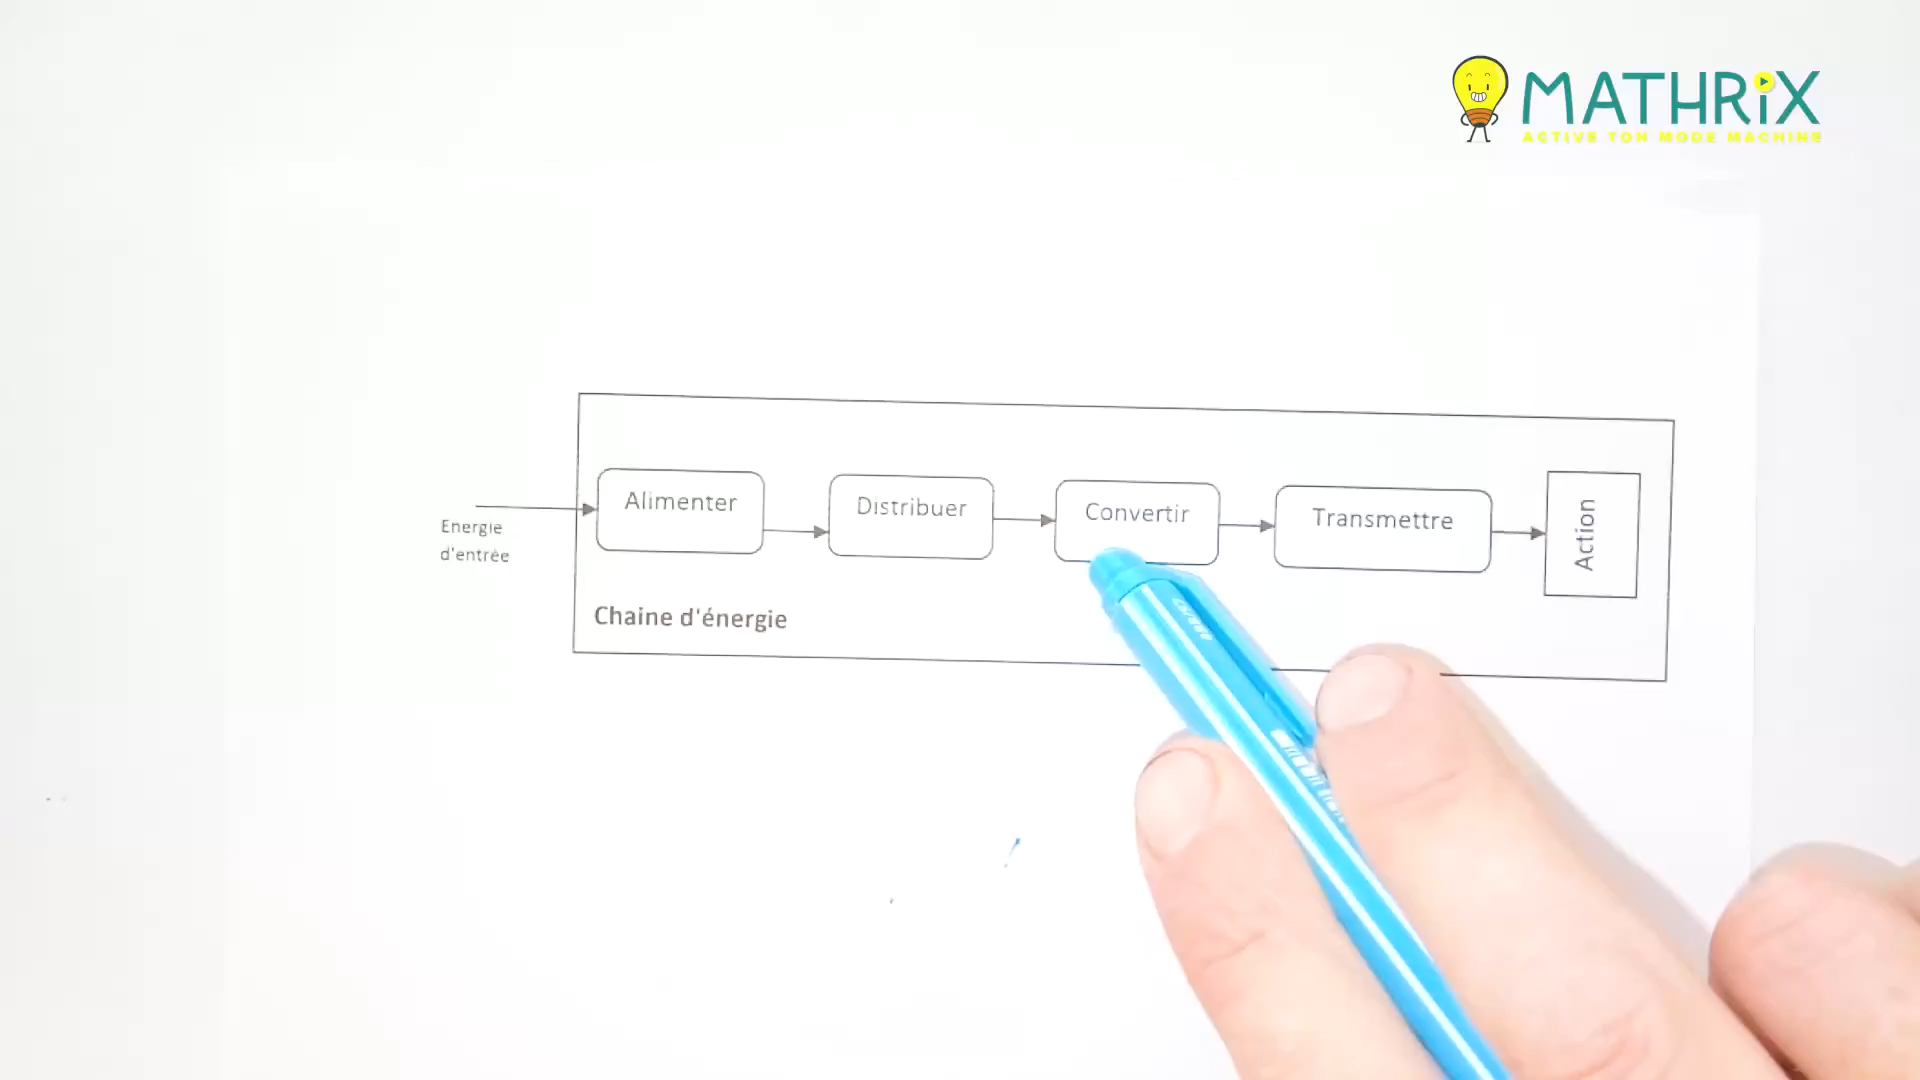 MATHRiX
ACTIVE TON MODE MACHINE
Alimenter
Distribuer
Convertir
Transmettre
Action
Energie
d'entrée
Chaine d'énergie